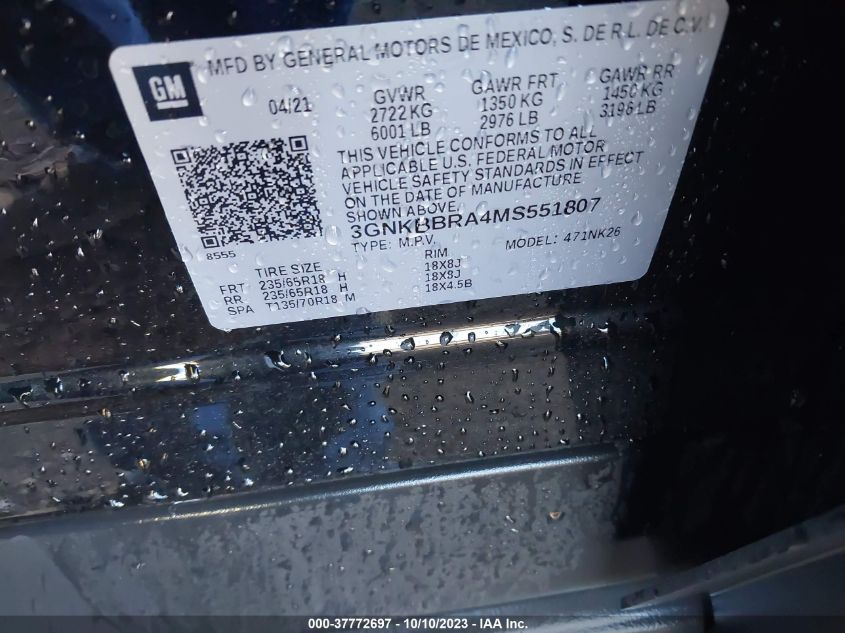 MFD BY GENERAL MOTORS DE MEXICO, S. DE R.L. DE C.V.
GM
04/21
GVWR GAWR FRT GAWR RR
2722 KG 1350 KG 1450 KG
6001 LB 2976 LB 3196 LB
THIS VEHICLE CONFORMS TO ALL
APPLICABLE U.S. FEDERAL MOTOR
VEHICLE SAFETY STANDARDS IN EFFECT
ON THE DATE OF MANUFACTURE
SHOWN ABOVE.
3GNKBBRA4MS551807
8555
TYPE: M.P.V. MODEL: 471NK26
TIRE SIZE RIM
FRT 235/65R18 H 18X8J
RR 235/65R18 H 18X8J
SPA T135/70R18 M 18X4.5B
000-37772697 - 10/10/2023 - IAA Inc.